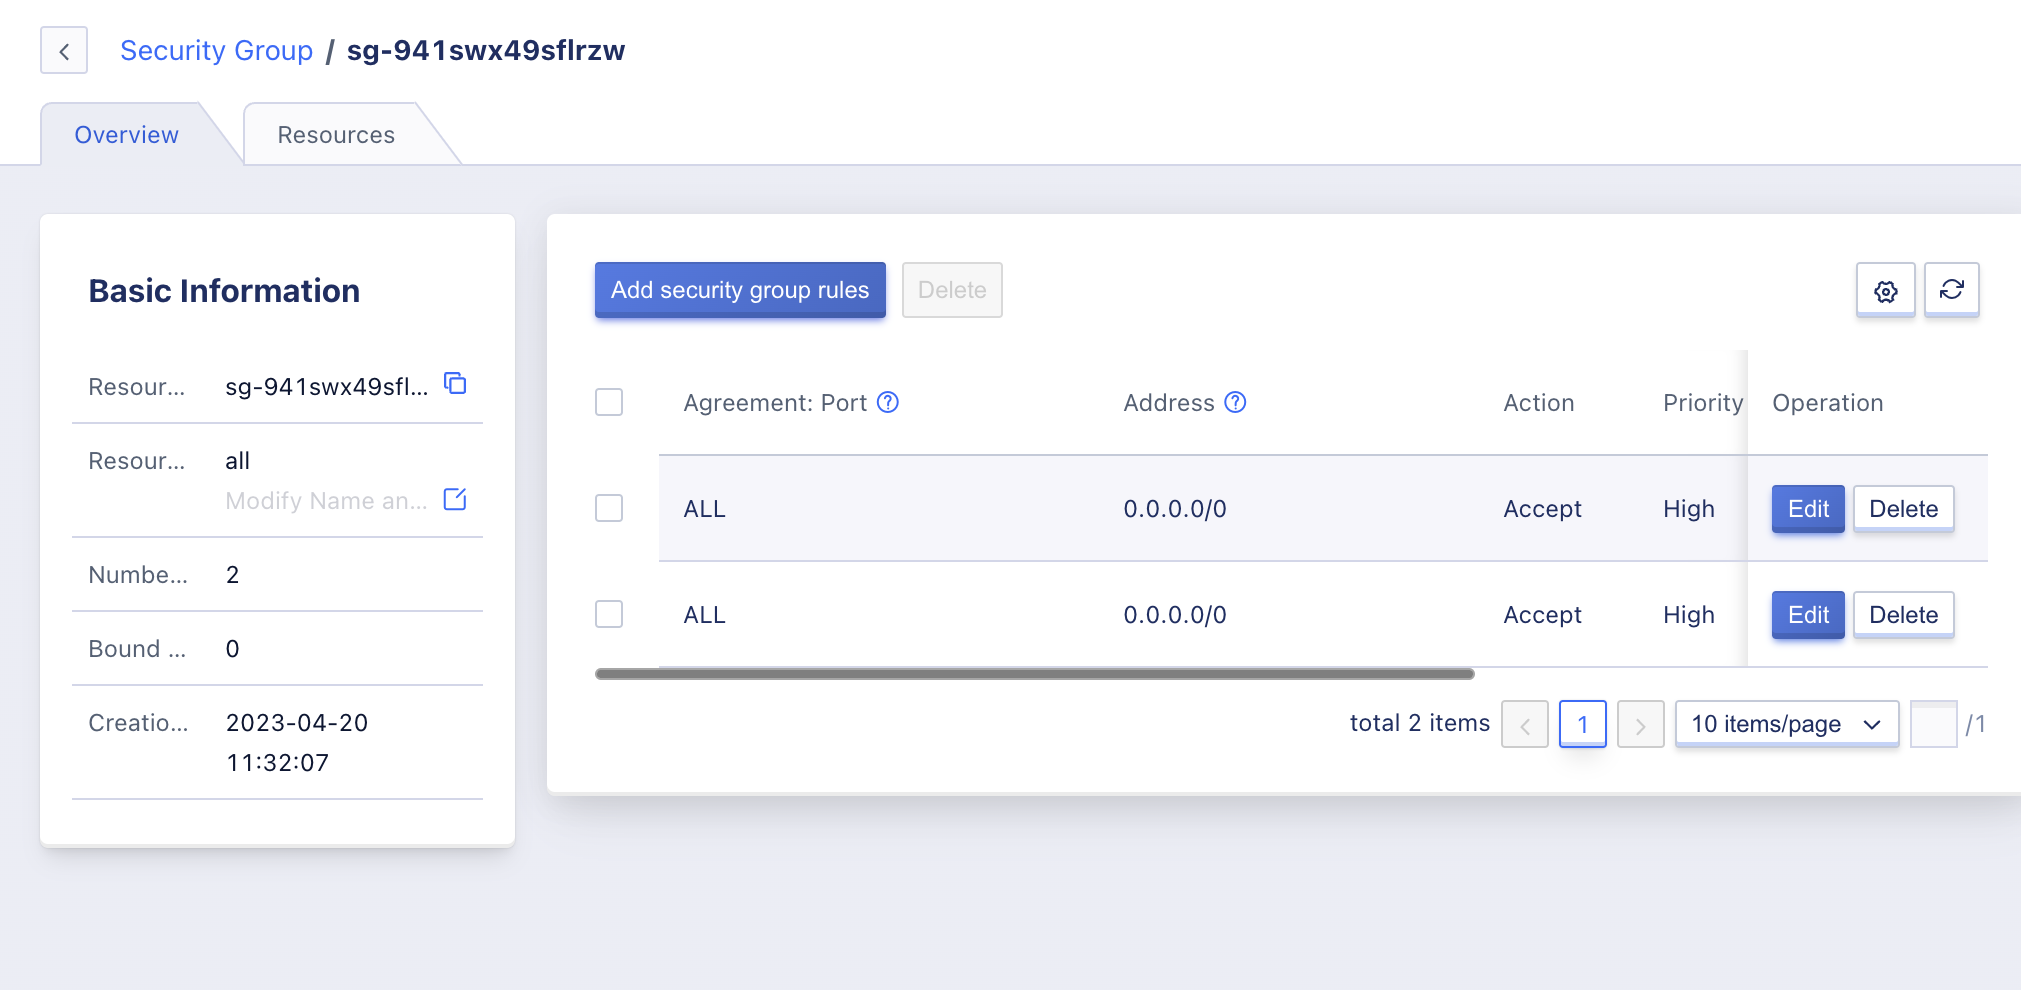 Security Group / sg-941swx49sflrzw
Overview
Resources
Basic Information
Resour... sg-941swx49sfl...
Resour... all
Modify Name an...
Numbe... 2
Bound ... 0
Creatio... 2023-04-20
11:32:07
Add security group rules
Delete
Agreement: Port ? Address ? Action Priority Operation
ALL 0.0.0.0/0 Accept High Edit Delete
ALL 0.0.0.0/0 Accept High Edit Delete
total 2 items < 1 > 10 items/page /1